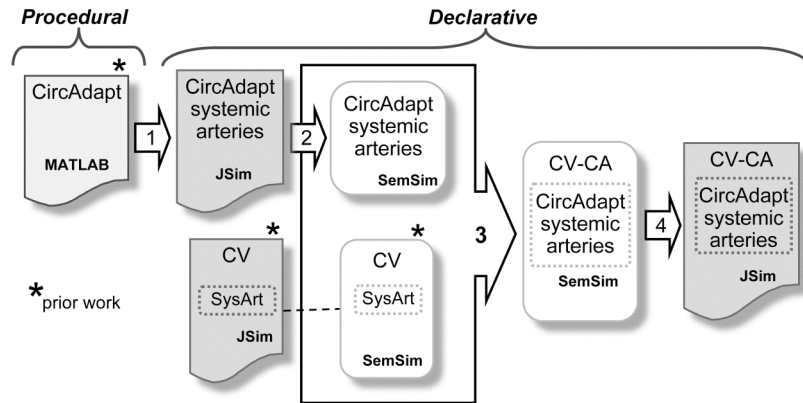 Procedural
Declarative
*
CircAdapt
MATLAB
1
CircAdapt
systemic
arteries
JSim
2
CircAdapt
systemic
arteries
SemSim
3
CV-CA
CircAdapt
systemic
arteries
SemSim
4
CV-CA
CircAdapt
systemic
arteries
JSim
*
CV
SysArt
JSim
*
CV
SysArt
SemSim
*prior work